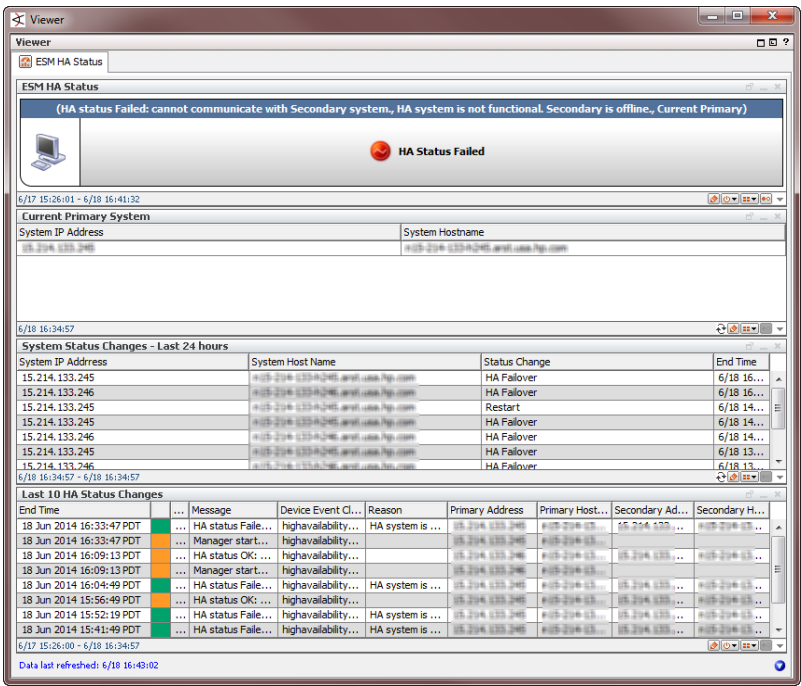 Viewer
Viewer
?
ESM HA Status
ESM HA Status
(HA status Failed: cannot communicate with Secondary system., HA system is not functional. Secondary is offline., Current Primary)
HA Status Failed
6/17 15:26:01 - 6/18 16:41:32
Current Primary System
System IP Address System Hostname
6/18 16:34:57
System Status Changes - Last 24 hours
System IP Addrress System Host Name Status Change End Time
15.214.133.245 HA Failover 6/18 16...
15.214.133.246 HA Failover 6/18 16...
15.214.133.245 Restart 6/18 14...
15.214.133.246 HA Failover 6/18 14...
15.214.133.245 HA Failover 6/18 13...
15.214.133.246 HA Failover 6/18 13...
6/18 16:34:57 - 6/18 16:34:57
Last 10 HA Status Changes
End Time ... Message Device Event Cl... Reason Primary Address Primary Host... Secondary Ad... Secondary H...
18 Jun 2014 16:33:47 PDT ... HA status Faile... highavailability... HA system is ...
18 Jun 2014 16:33:47 PDT ... Manager start... highavailability...
18 Jun 2014 16:09:13 PDT ... HA status OK: ... highavailability...
18 Jun 2014 16:09:13 PDT ... Manager start... highavailability...
18 Jun 2014 16:04:49 PDT ... HA status Faile... highavailability... HA system is ...
18 Jun 2014 15:56:49 PDT ... HA status OK: ... highavailability...
18 Jun 2014 15:52:19 PDT ... HA status Faile... highavailability... HA system is ...
18 Jun 2014 15:41:49 PDT ... HA status Faile... highavailability... HA system is ...
6/17 15:26:00 - 6/18 16:34:57
Data last refreshed: 6/18 16:43:02